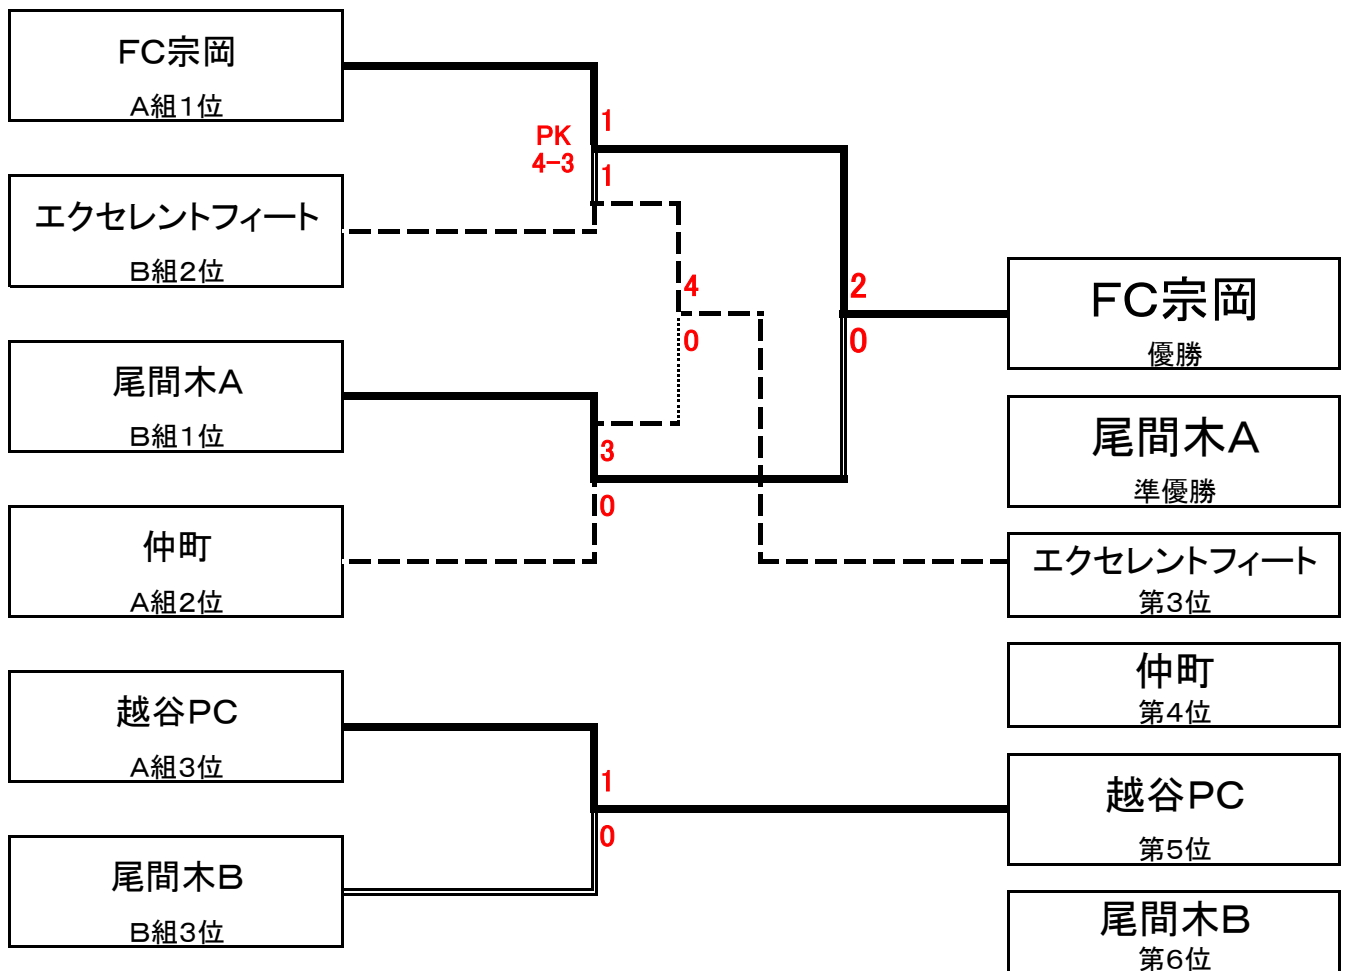 ＦＣ宗岡
Ａ組１位
エクセレントフィート
Ｂ組２位
尾間木Ａ
Ｂ組１位
仲町
Ａ組２位
越谷ＰＣ
Ａ組３位
尾間木Ｂ
Ｂ組３位
PK
4-3
1
1
4
0
3
0
2
0
1
0
ＦＣ宗岡
優勝
尾間木Ａ
準優勝
エクセレントフィート
第３位
仲町
第４位
越谷ＰＣ
第５位
尾間木Ｂ
第６位